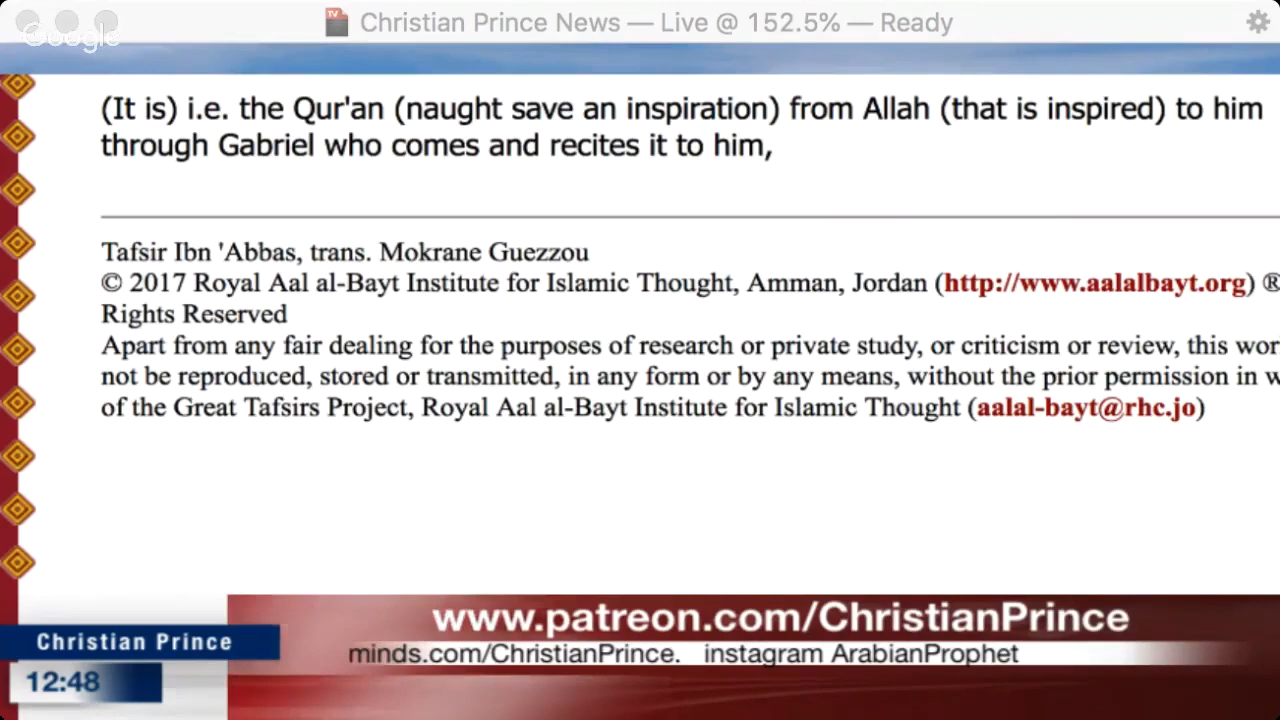 Christian Prince News — Live @ 152.5% — Ready
Google
(It is) i.e. the Qur'an (naught save an inspiration) from Allah (that is inspired) to him
through Gabriel who comes and recites it to him,
Tafsir Ibn 'Abbas, trans. Mokrane Guezzou
© 2017 Royal Aal al-Bayt Institute for Islamic Thought, Amman, Jordan (http://www.aalalbayt.org) ®
Rights Reserved
Apart from any fair dealing for the purposes of research or private study, or criticism or review, this wor
not be reproduced, stored or transmitted, in any form or by any means, without the prior permission in w
of the Great Tafsirs Project, Royal Aal al-Bayt Institute for Islamic Thought (aalal-bayt@rhc.jo)
www.patreon.com/ChristianPrince
Christian Prince
minds.com/ChristianPrince. instagram ArabianProphet
12:48